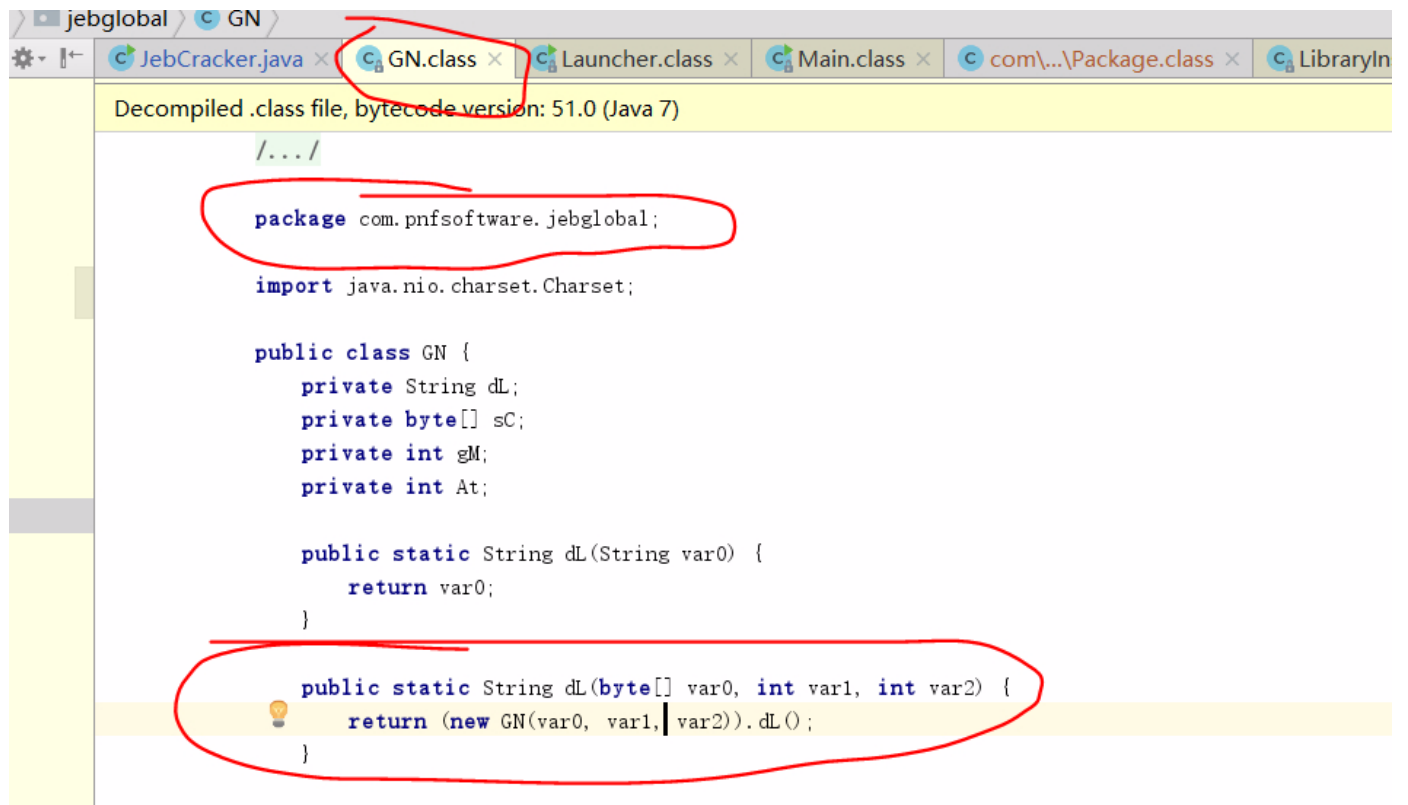 jebglobal GN
JebCracker.java GN.class Launcher.class Main.class com\...\Package.class LibraryIn
Decompiled .class file, bytecode version: 51.0 (Java 7)
/.../
package com.pnfsoftware.jebglobal;
import java.nio.charset.Charset;
public class GN {
private String dL;
private byte[] sC;
private int gM;
private int At;
public static String dL(String var0) {
return var0;
}
public static String dL(byte[] var0, int var1, int var2) {
return (new GN(var0, var1, var2)).dL();
}